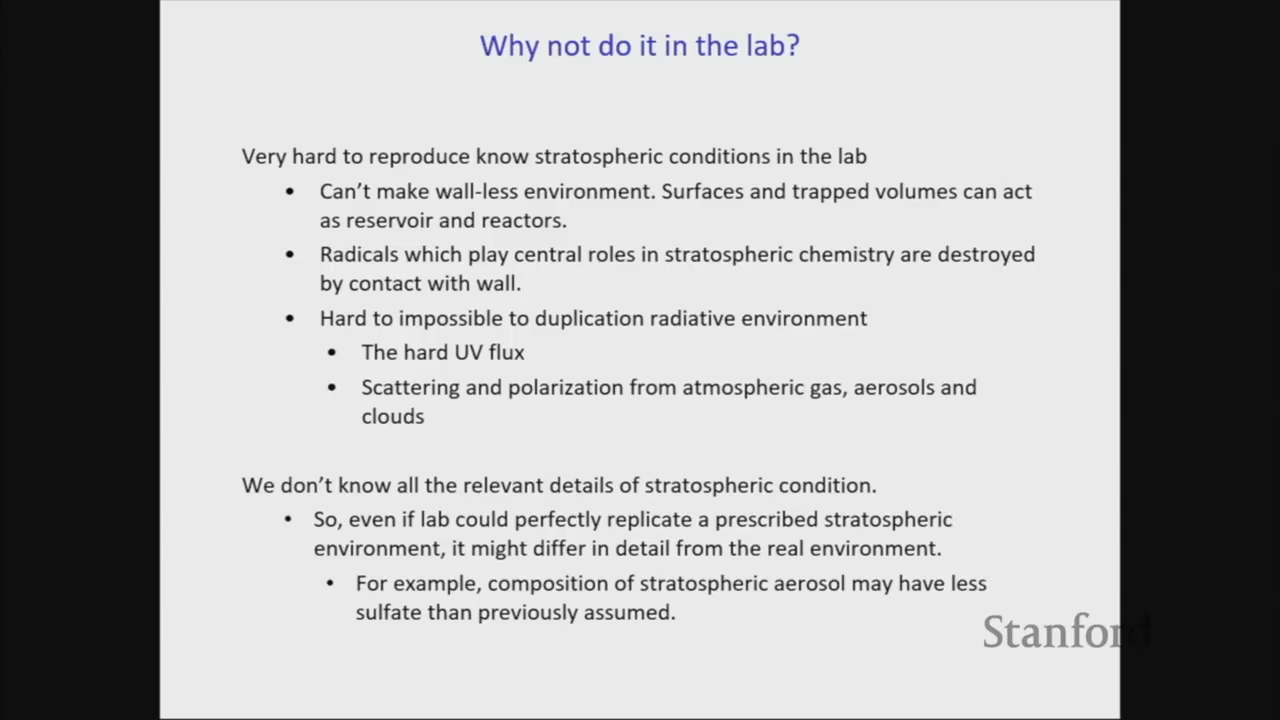 Why not do it in the lab?
Very hard to reproduce know stratospheric conditions in the lab
• Can’t make wall-less environment. Surfaces and trapped volumes can act
as reservoir and reactors.
• Radicals which play central roles in stratospheric chemistry are destroyed
by contact with wall.
• Hard to impossible to duplication radiative environment
• The hard UV flux
• Scattering and polarization from atmospheric gas, aerosols and
clouds
We don’t know all the relevant details of stratospheric condition.
• So, even if lab could perfectly replicate a prescribed stratospheric
environment, it might differ in detail from the real environment.
• For example, composition of stratospheric aerosol may have less
sulfate than previously assumed.
Stanford